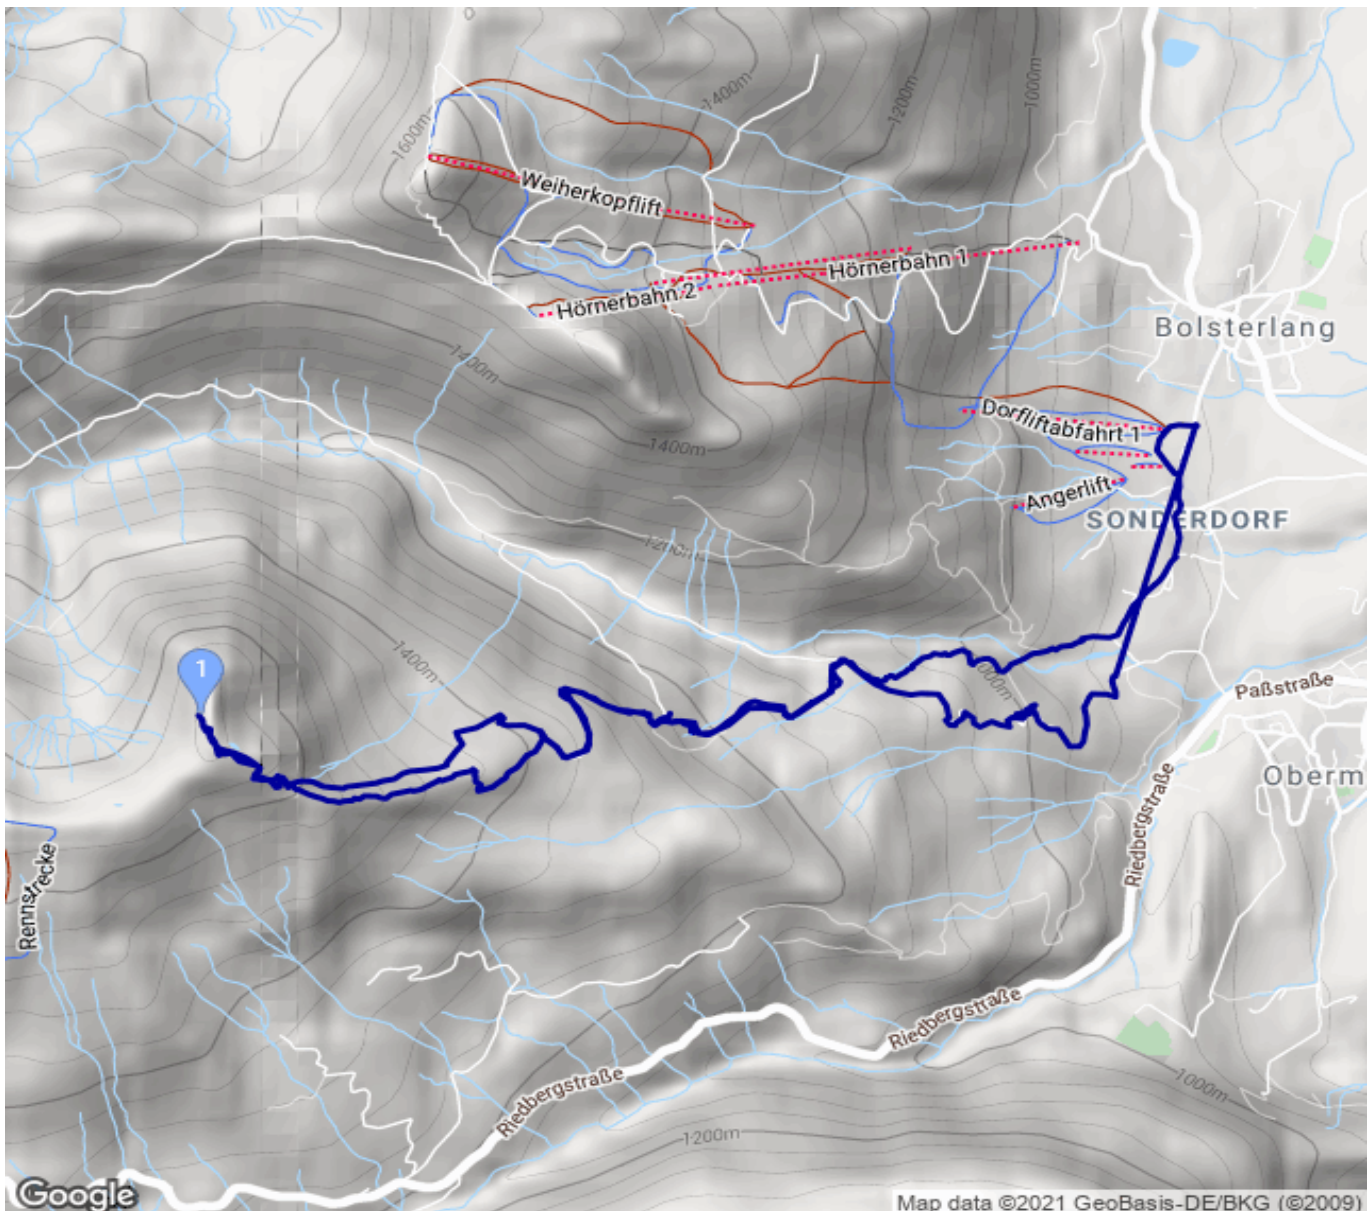 1400m
1200m
1000m
1600m
Weiherkopflift
Hörnerbahn 1
Hörnerbahn 2
Bolsterlang
1400m
Dorfliftabfahrt 1
1400m
Angerlift
SONDERDORF
1200m
1400m
1000m
1
Paßstraße
Oberm
Riedbergstraße
Rennstrecke
Riedbergstraße
Riedbergstraße
1000m
1200m
Google
Map data ©2021 GeoBasis-DE/BKG (©2009)